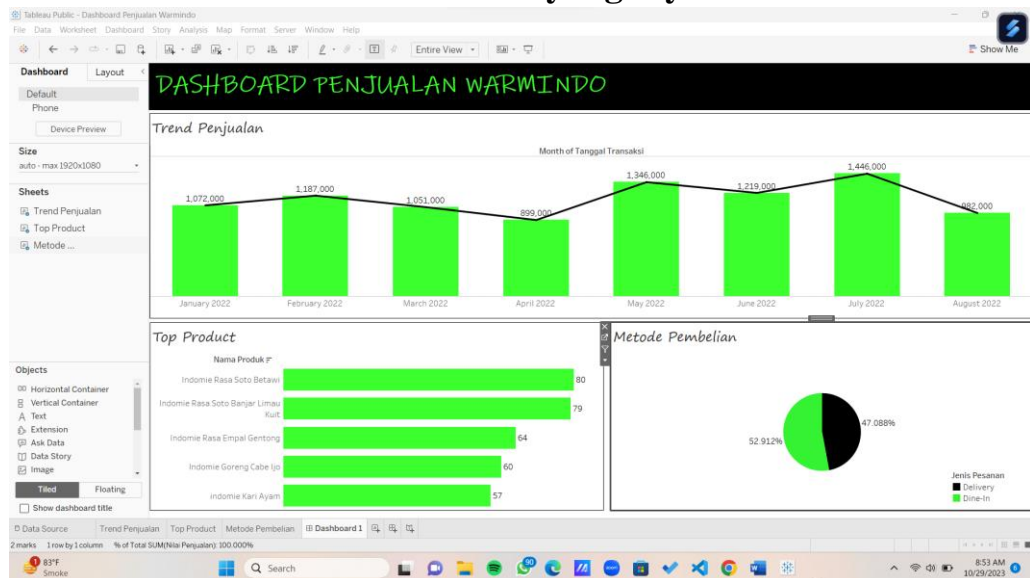 Tableau Public - Dashboard Penjualan Warmindo
File Data Worksheet Dashboard Story Analysis Map Format Server Window Help
Entire View
Show Me
Dashboard Layout
Default
Phone
Device Preview
Size
auto - max 1920x1080
Sheets
Trend Penjualan
Top Product
Metode ...
Objects
Horizontal Container
Vertical Container
Text
Extension
Ask Data
Data Story
Image
Tiled Floating
Show dashboard title
DASHBOARD PENJUALAN WARMINDO
Trend Penjualan
Month of Tanggal Transaksi
1,072,000 1,187,000 1,051,000 899,000 1,346,000 1,219,000 1,446,000 982,000
January 2022 February 2022 March 2022 April 2022 May 2022 June 2022 July 2022 August 2022
Top Product
Nama Produk
Indomie Rasa Soto Betawi 80
Indomie Rasa Soto Banjar Limau
Kuit 79
Indomie Rasa Empal Gentong 64
Indomie Goreng Cabe Ijo 60
indomie Kari Ayam 57
Metode Pembelian
47.088%
52.912%
Jenis Pesanan
Delivery
Dine-In
Data Source Trend Penjualan Top Product Metode Pembelian Dashboard 1
2 marks 1 row by 1 column % of Total SUM(Nilai Penjualan): 100.000%
83°F
Smoke
Search
90
8:53 AM
10/29/2023